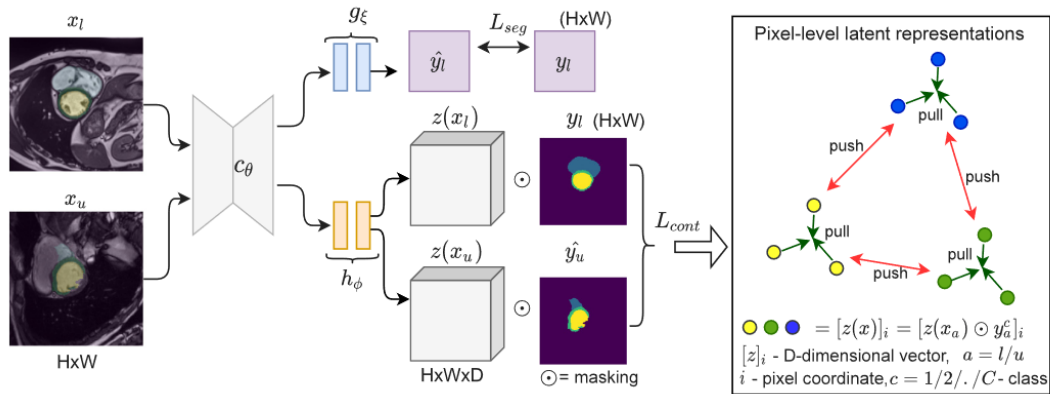 x_l
x_u
HxW
c_θ
g_ξ
ŷ_l
L_seg
(HxW)
y_l
z(x_l)
⊙
y_l (HxW)
h_ϕ
z(x_u)
⊙
ŷ_u
HxWxD
⊙= masking
L_cont
Pixel-level latent representations
pull
push
push
pull
pull
push
= [z(x)]_i = [z(x_a) ⊙ y_a^c]_i
[z]_i - D-dimensional vector, a = l/u
i - pixel coordinate, c = 1/2/./C - class